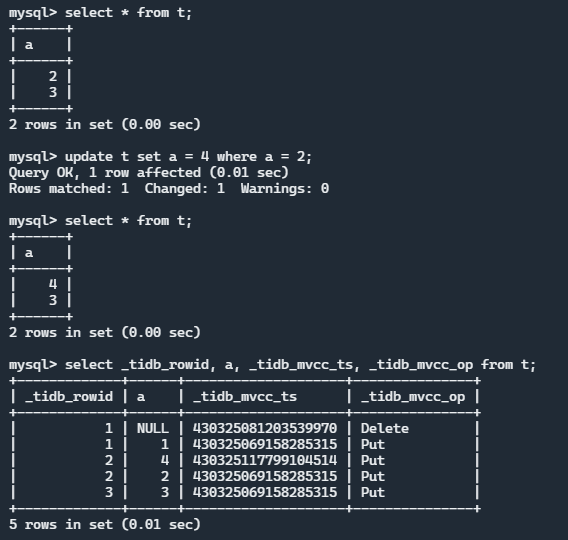 mysql> select * from t;
+------+
| a    |
+------+
|    2 |
|    3 |
+------+
2 rows in set (0.00 sec)

mysql> update t set a = 4 where a = 2;
Query OK, 1 row affected (0.01 sec)
Rows matched: 1  Changed: 1  Warnings: 0

mysql> select * from t;
+------+
| a    |
+------+
|    4 |
|    3 |
+------+
2 rows in set (0.00 sec)

mysql> select _tidb_rowid, a, _tidb_mvcc_ts, _tidb_mvcc_op from t;
+-------------+------+--------------------+---------------+
| _tidb_rowid | a    | _tidb_mvcc_ts      | _tidb_mvcc_op |
+-------------+------+--------------------+---------------+
|           1 | NULL | 430325081203539970 | Delete        |
|           1 |    1 | 430325069158285315 | Put           |
|           2 |    4 | 430325117799104514 | Put           |
|           2 |    2 | 430325069158285315 | Put           |
|           3 |    3 | 430325069158285315 | Put           |
+-------------+------+--------------------+---------------+
5 rows in set (0.01 sec)